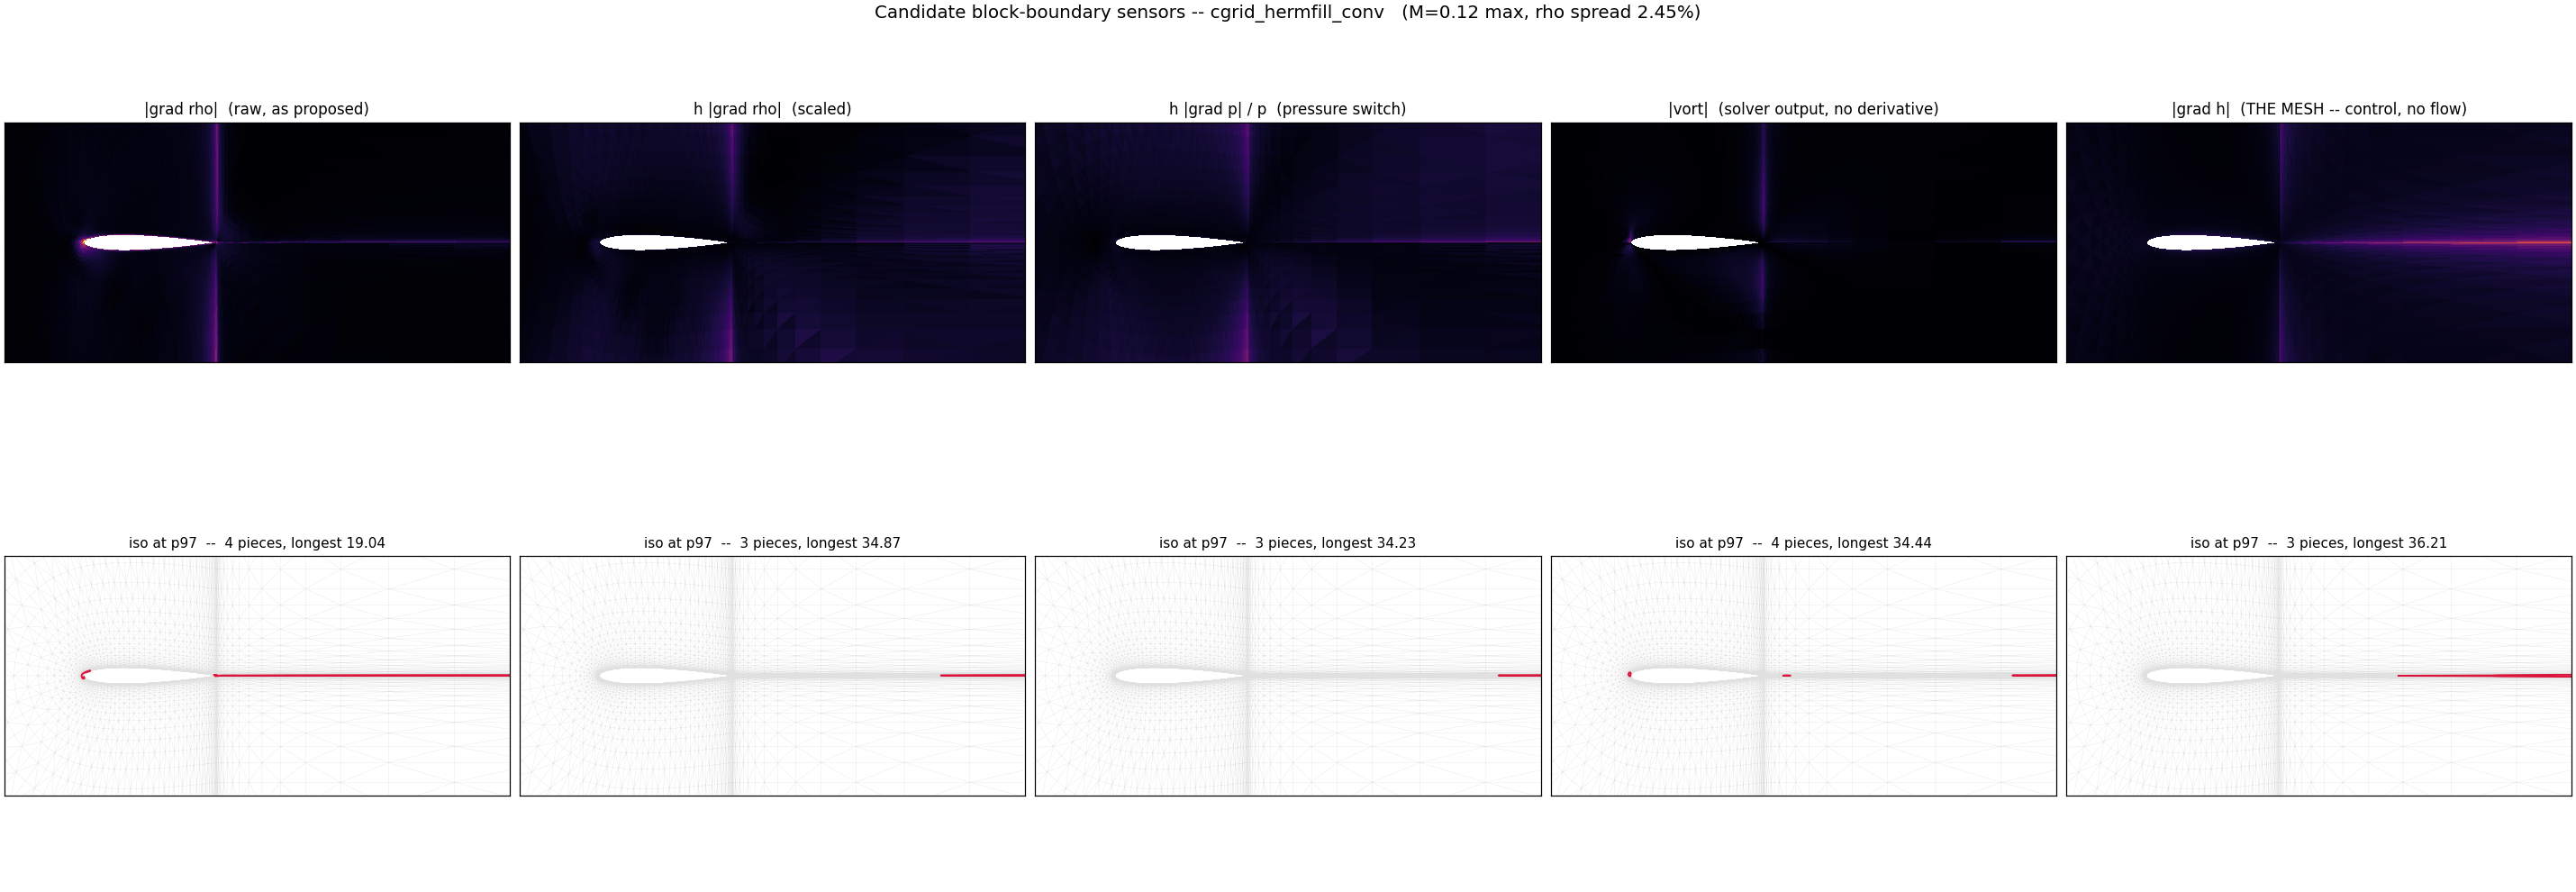 Candidate block-boundary sensors -- cgrid_hermfill_conv   (M=0.12 max, rho spread 2.45%)
|grad rho|  (raw, as proposed)
h |grad rho|  (scaled)
h |grad p| / p  (pressure switch)
|vort|  (solver output, no derivative)
|grad h|  (THE MESH -- control, no flow)
iso at p97  --  4 pieces, longest 19.04
iso at p97  --  3 pieces, longest 34.87
iso at p97  --  3 pieces, longest 34.23
iso at p97  --  4 pieces, longest 34.44
iso at p97  --  3 pieces, longest 36.21